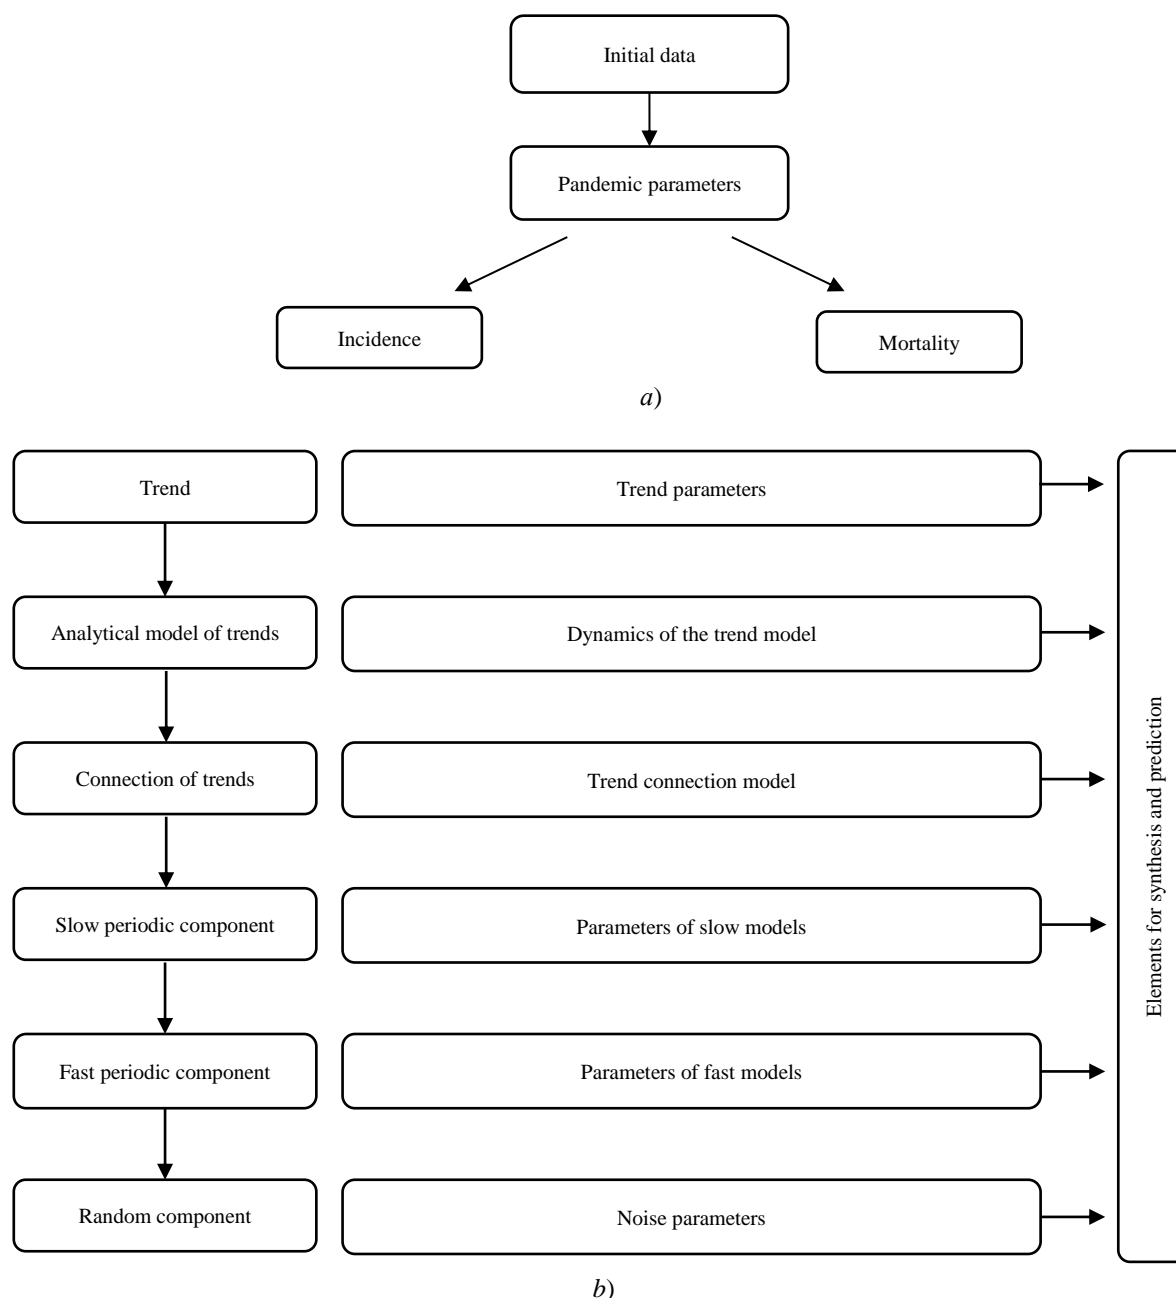 Initial data
Pandemic parameters
Incidence
Mortality
a)
Trend
Trend parameters
Analytical model of trends
Dynamics of the trend model
Connection of trends
Trend connection model
Slow periodic component
Parameters of slow models
Fast periodic component
Parameters of fast models
Random component
Noise parameters
Elements for synthesis and prediction
b)